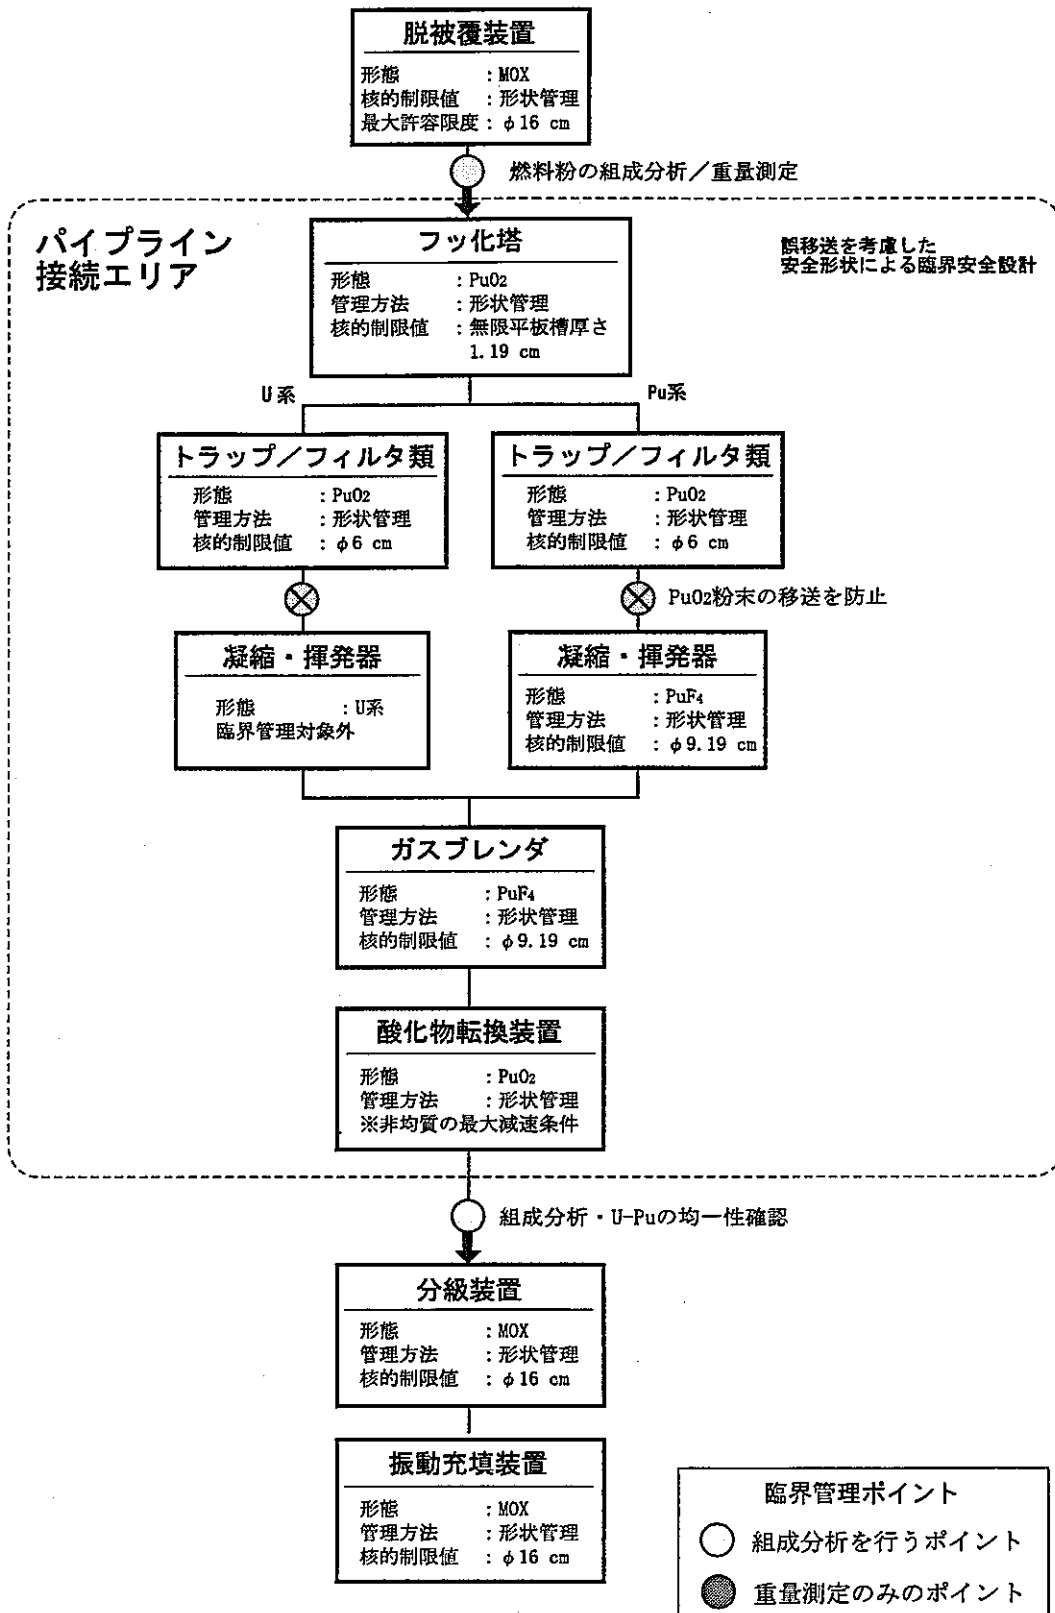 脱被覆装置
形態 : MOX
核的制限値 : 形状管理
最大許容限度 : φ16 cm
燃料粉の組成分析／重量測定
パイプライン
接続エリア
誤移送を考慮した
安全形状による臨界安全設計
フッ化塔
形態 : PuO2
管理方法 : 形状管理
核的制限値 : 無限平板槽厚さ
1.19 cm
U系
Pu系
トラップ／フィルタ類
形態 : PuO2
管理方法 : 形状管理
核的制限値 : φ6 cm
トラップ／フィルタ類
形態 : PuO2
管理方法 : 形状管理
核的制限値 : φ6 cm
PuO2粉末の移送を防止
凝縮・揮発器
形態 : U系
臨界管理対象外
凝縮・揮発器
形態 : PuF4
管理方法 : 形状管理
核的制限値 : φ9.19 cm
ガスブレンダ
形態 : PuF4
管理方法 : 形状管理
核的制限値 : φ9.19 cm
酸化物転換装置
形態 : PuO2
管理方法 : 形状管理
※非均質の最大減速条件
組成分析・U-Puの均一性確認
分級装置
形態 : MOX
管理方法 : 形状管理
核的制限値 : φ16 cm
振動充填装置
形態 : MOX
管理方法 : 形状管理
核的制限値 : φ16 cm
臨界管理ポイント
組成分析を行うポイント
重量測定のみのポイント